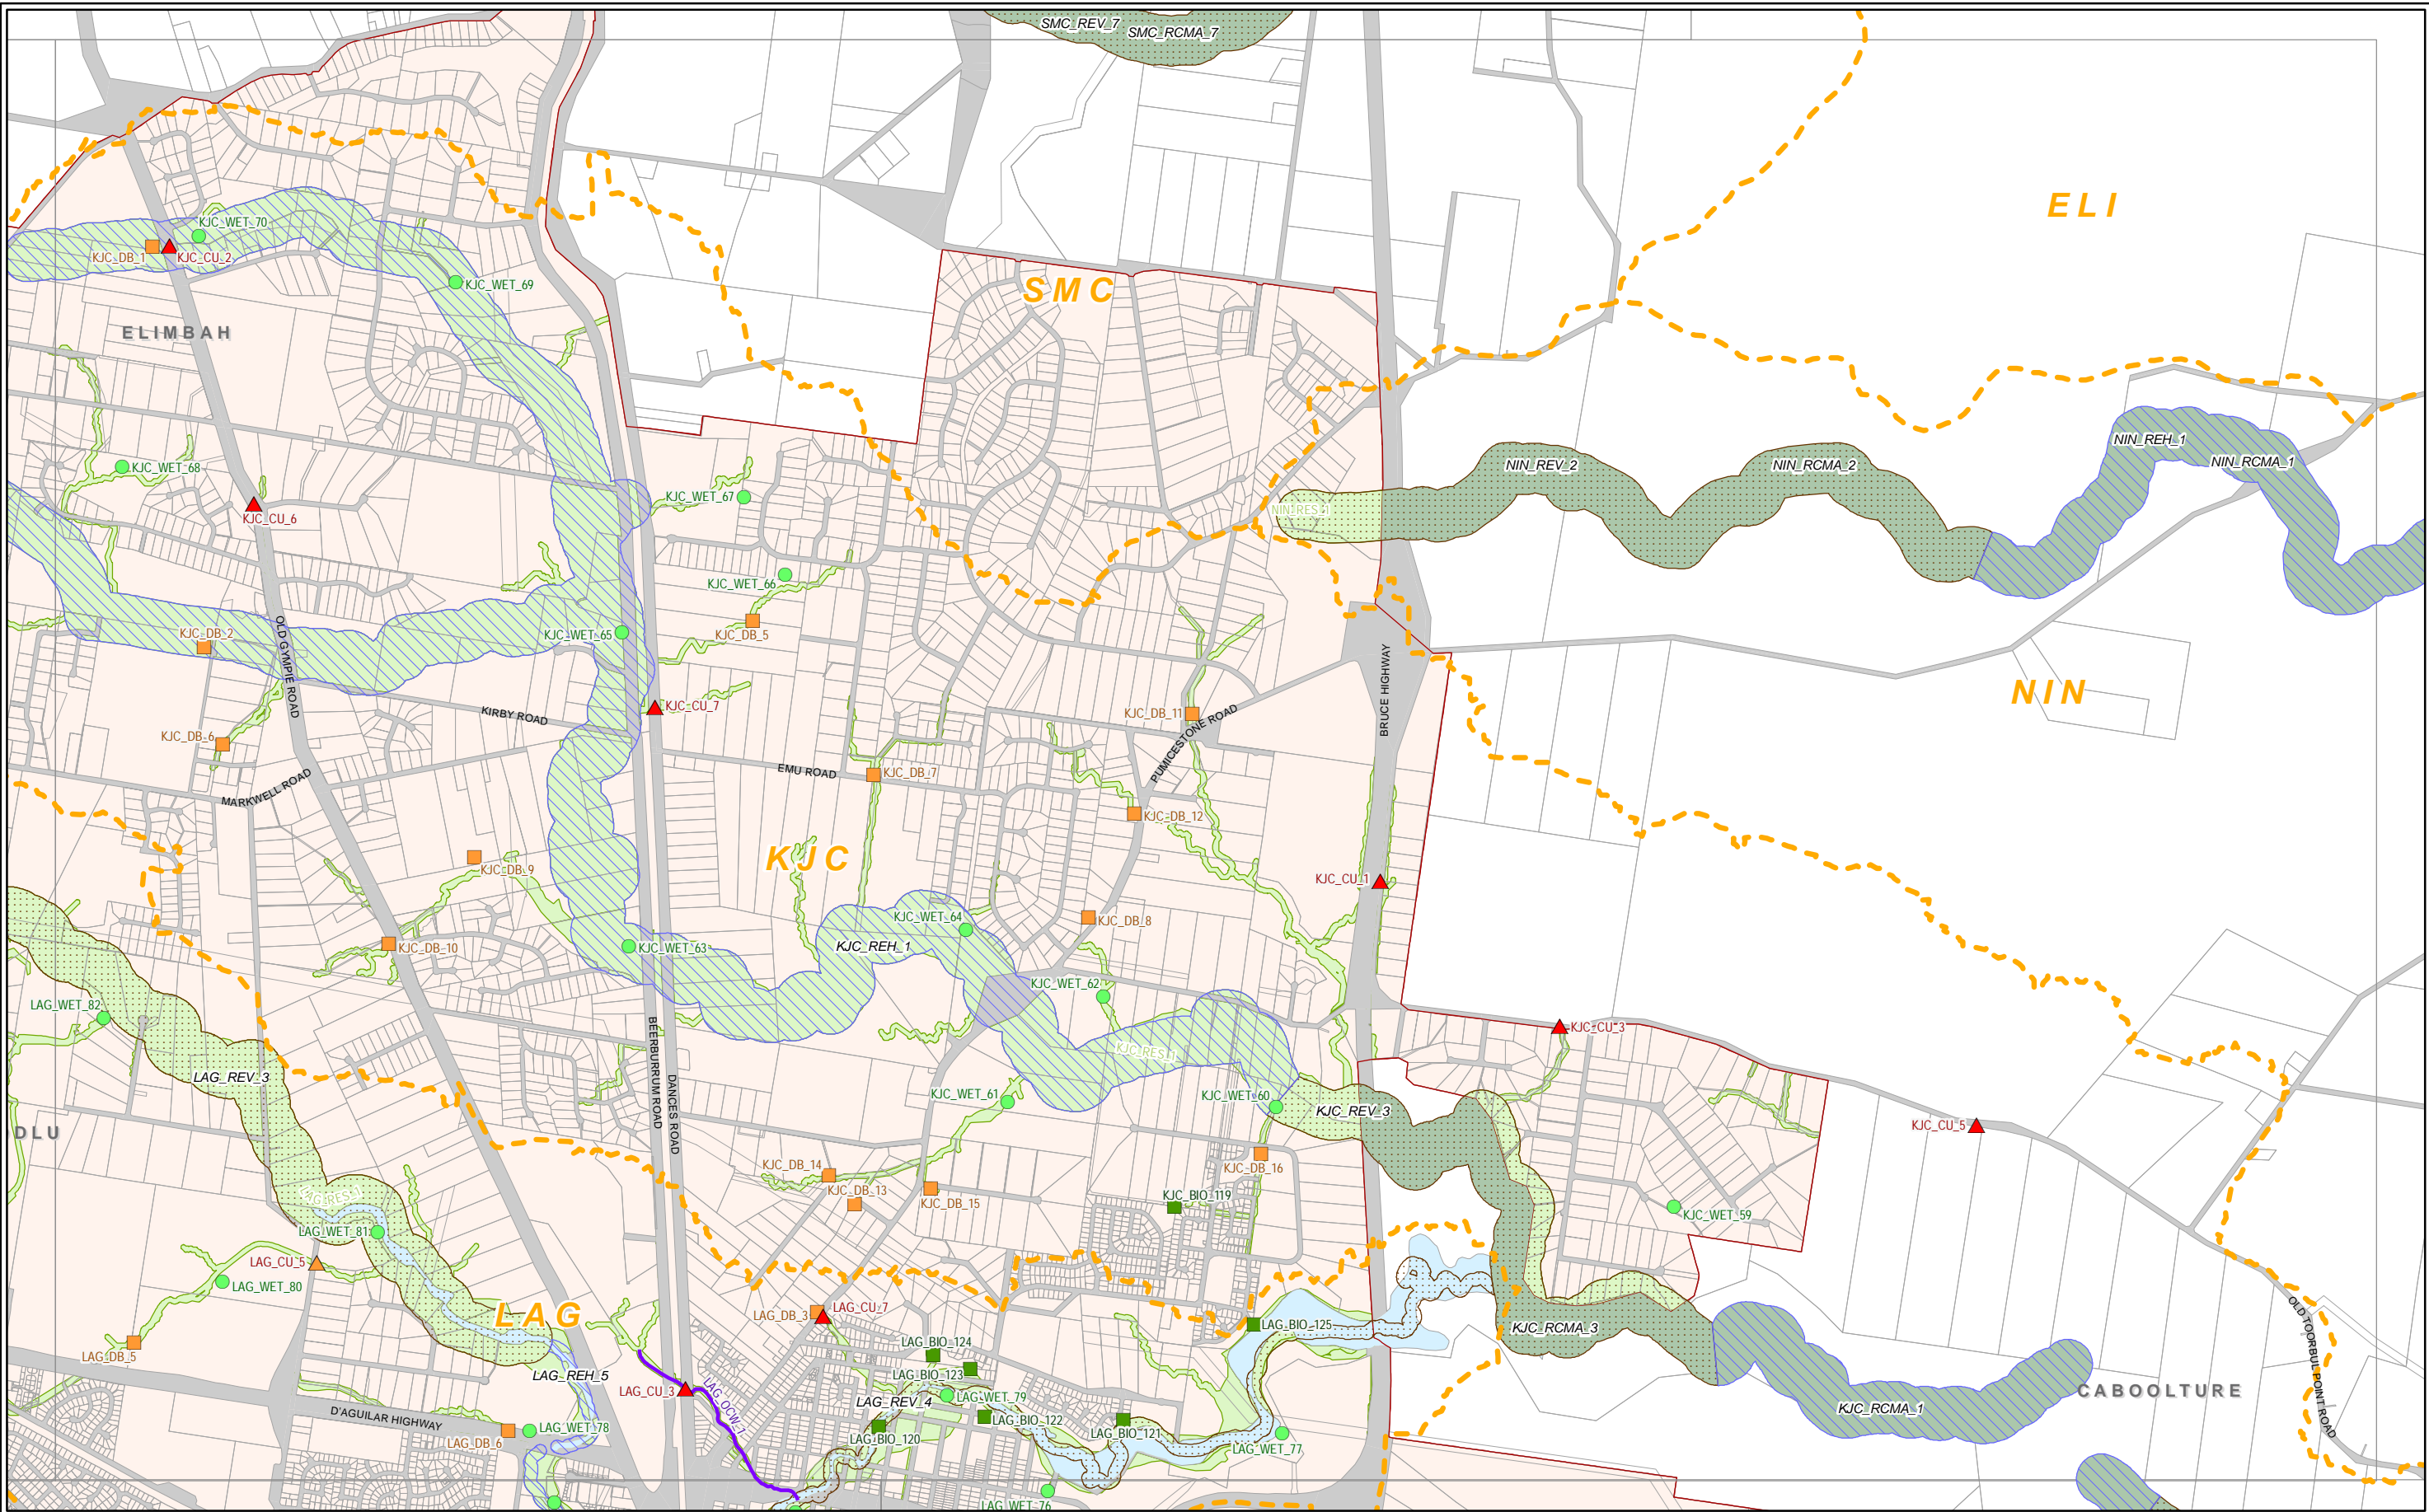 SMC_REV_7
SMC_RCMA_7
ELI
KJC_WET_70
KJC_DB_1
KJC_CU_2
KJC_WET_69
SMC
ELIMBAH
NIN_REH_1
NIN_REV_2
NIN_RCMA_2
NIN_RCMA_1
KJC_WET_68
KJC_WET_67
NIN_RES_1
KJC_CU_6
KJC_WET_66
KJC_DB_2
KJC_WET_65
KJC_DB_5
OLD GYMPIE ROAD
BRUCE HIGHWAY
NIN
KIRBY ROAD
KJC_CU_7
KJC_DB_11
PUMICESTONE ROAD
KJC_DB_6
MARKWELL ROAD
EMU ROAD
KJC_DB_7
KJC_DB_12
KJC
KJC_DB_9
KJC_CU_1
KJC_WET_64
KJC_DB_8
KJC_DB_10
KJC_WET_63
KJC_REH_1
KJC_WET_62
LAG_WET_82
BEERBURRUM ROAD
KJC_CU_3
KJC_RES_1
LAG_REV_3
DANCES ROAD
KJC_WET_61
KJC_WET_60
KJC_REV_3
DLU
KJC_CU_5
KJC_DB_14
KJC_DB_16
KJC_DB_13
KJC_DB_15
KJC_BIO_119
KJC_WET_59
LAG_WET_81
LAG_CU_5
LAG_WET_80
LAG
LAG_DB_3
LAG_CU_7
LAG_BIO_125
KJC_RCMA_3
OLD TOORBUL POINT ROAD
LAG_DB_5
LAG_BIO_124
LAG_REH_5
LAG_BIO_123
LAG_CU_3
LAG_OCW_1
LAG_WET_79
CABOOLTURE
LAG_REV_4
KJC_RCMA_1
D'AGUILAR HIGHWAY
LAG_BIO_122
LAG_WET_78
LAG_DB_6
LAG_BIO_120
LAG_BIO_121
LAG_WET_77
LAG_WET_76